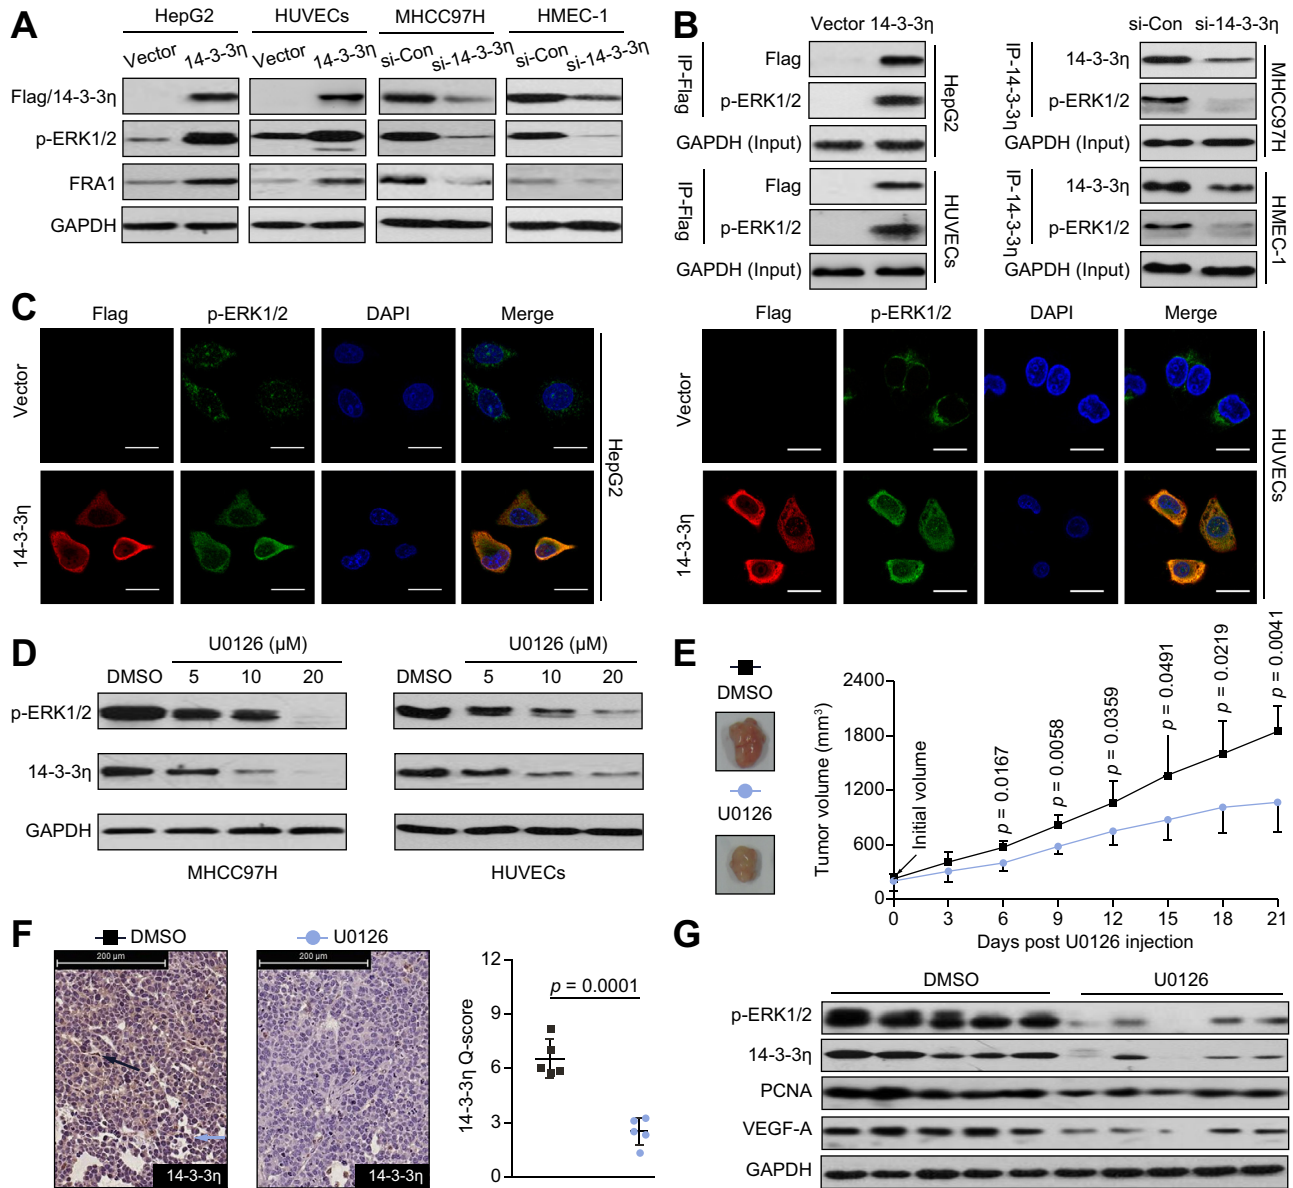 A
HepG2 HUVECs MHCC97H HMEC-1
Vector 14-3-3η Vector 14-3-3η si-Con si-14-3-3η si-Con si-14-3-3η
Flag/14-3-3η
p-ERK1/2
FRA1
GAPDH
B
Vector 14-3-3η
IP-Flag
Flag
p-ERK1/2
GAPDH (Input)
HepG2
IP-Flag
Flag
p-ERK1/2
GAPDH (Input)
HUVECs
si-Con si-14-3-3η
IP-14-3-3η
14-3-3η
p-ERK1/2
GAPDH (Input)
MHCC97H
IP-14-3-3η
14-3-3η
p-ERK1/2
GAPDH (Input)
HMEC-1
C
Flag p-ERK1/2 DAPI Merge
Vector
14-3-3η
HepG2
Flag p-ERK1/2 DAPI Merge
Vector
14-3-3η
HUVECs
D
U0126 (μM)
DMSO 5 10 20
U0126 (μM)
DMSO 5 10 20
p-ERK1/2
14-3-3η
GAPDH
MHCC97H
HUVECs
E
DMSO
U0126
Tumor volume (mm³)
2400
1800
1200
600
0
Initial volume
p = 0.0167
p = 0.0058
p = 0.0359
p = 0.0491
p = 0.0219
p = 0.0041
0 3 6 9 12 15 18 21
Days post U0126 injection
F
DMSO
U0126
200 μm
200 μm
14-3-3η
14-3-3η
14-3-3η Q-score
12
9
6
3
0
p = 0.0001
G
DMSO U0126
p-ERK1/2
14-3-3η
PCNA
VEGF-A
GAPDH